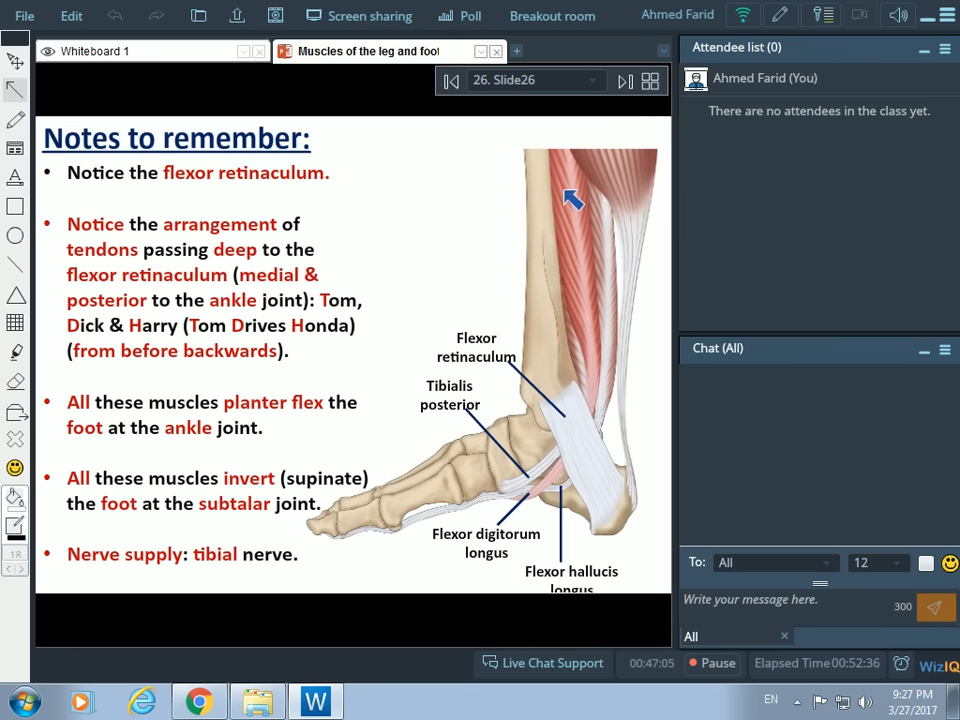 File Edit Screen sharing Poll Breakout room Ahmed Farid
Whiteboard 1 Muscles of the leg and foot
26. Slide26
Notes to remember:
• Notice the flexor retinaculum.
• Notice the arrangement of
tendons passing deep to the
flexor retinaculum (medial &
posterior to the ankle joint): Tom,
Dick & Harry (Tom Drives Honda)
(from before backwards).
• All these muscles planter flex the
foot at the ankle joint.
• All these muscles invert (supinate)
the foot at the subtalar joint.
• Nerve supply: tibial nerve.
Flexor
retinaculum
Tibialis
posterior
Flexor digitorum
longus
Flexor hallucis
longus
Attendee list (0)
Ahmed Farid (You)
There are no attendees in the class yet.
Chat (All)
To: All 12
Write your message here. 300
All
Live Chat Support 00:47:05 Pause Elapsed Time 00:52:36 WizIQ
EN 9:27 PM
3/27/2017